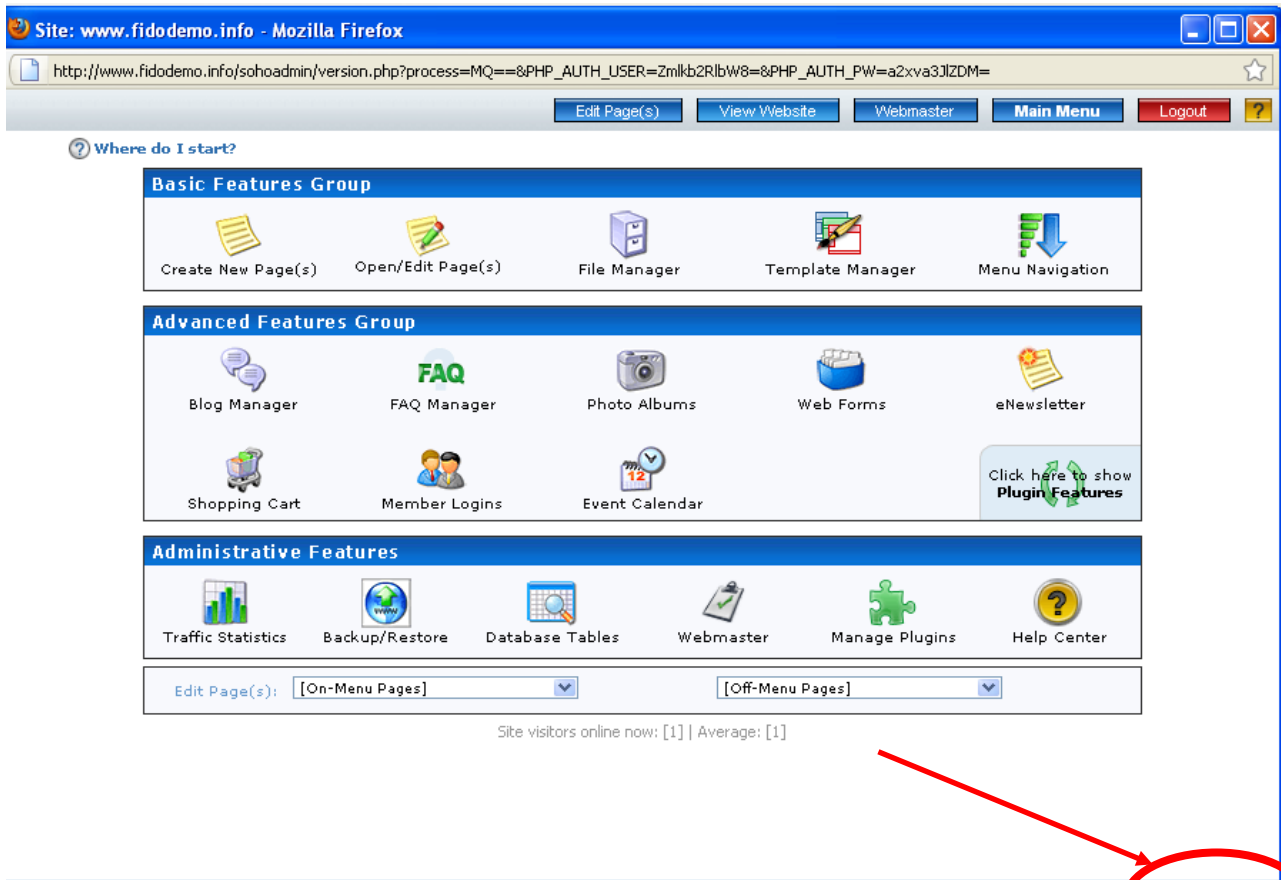 Site: www.fidodemo.info - Mozilla Firefox
http://www.fidodemo.info/sohoadmin/version.php?process=MQ==&PHP_AUTH_USER=Zmlkb2RlbW8=&PHP_AUTH_PW=a2xva3JlZDM=
Edit Page(s) View Website Webmaster Main Menu Logout ?
? Where do I start?
Basic Features Group
Create New Page(s) Open/Edit Page(s) File Manager Template Manager Menu Navigation
Advanced Features Group
FAQ
Blog Manager FAQ Manager Photo Albums Web Forms eNewsletter
12
Click here to show
Plugin Features
Shopping Cart Member Logins Event Calendar
Administrative Features
www ?
Traffic Statistics Backup/Restore Database Tables Webmaster Manage Plugins Help Center
Edit Page(s): [On-Menu Pages] [Off-Menu Pages]
Site visitors online now: [1] | Average: [1]